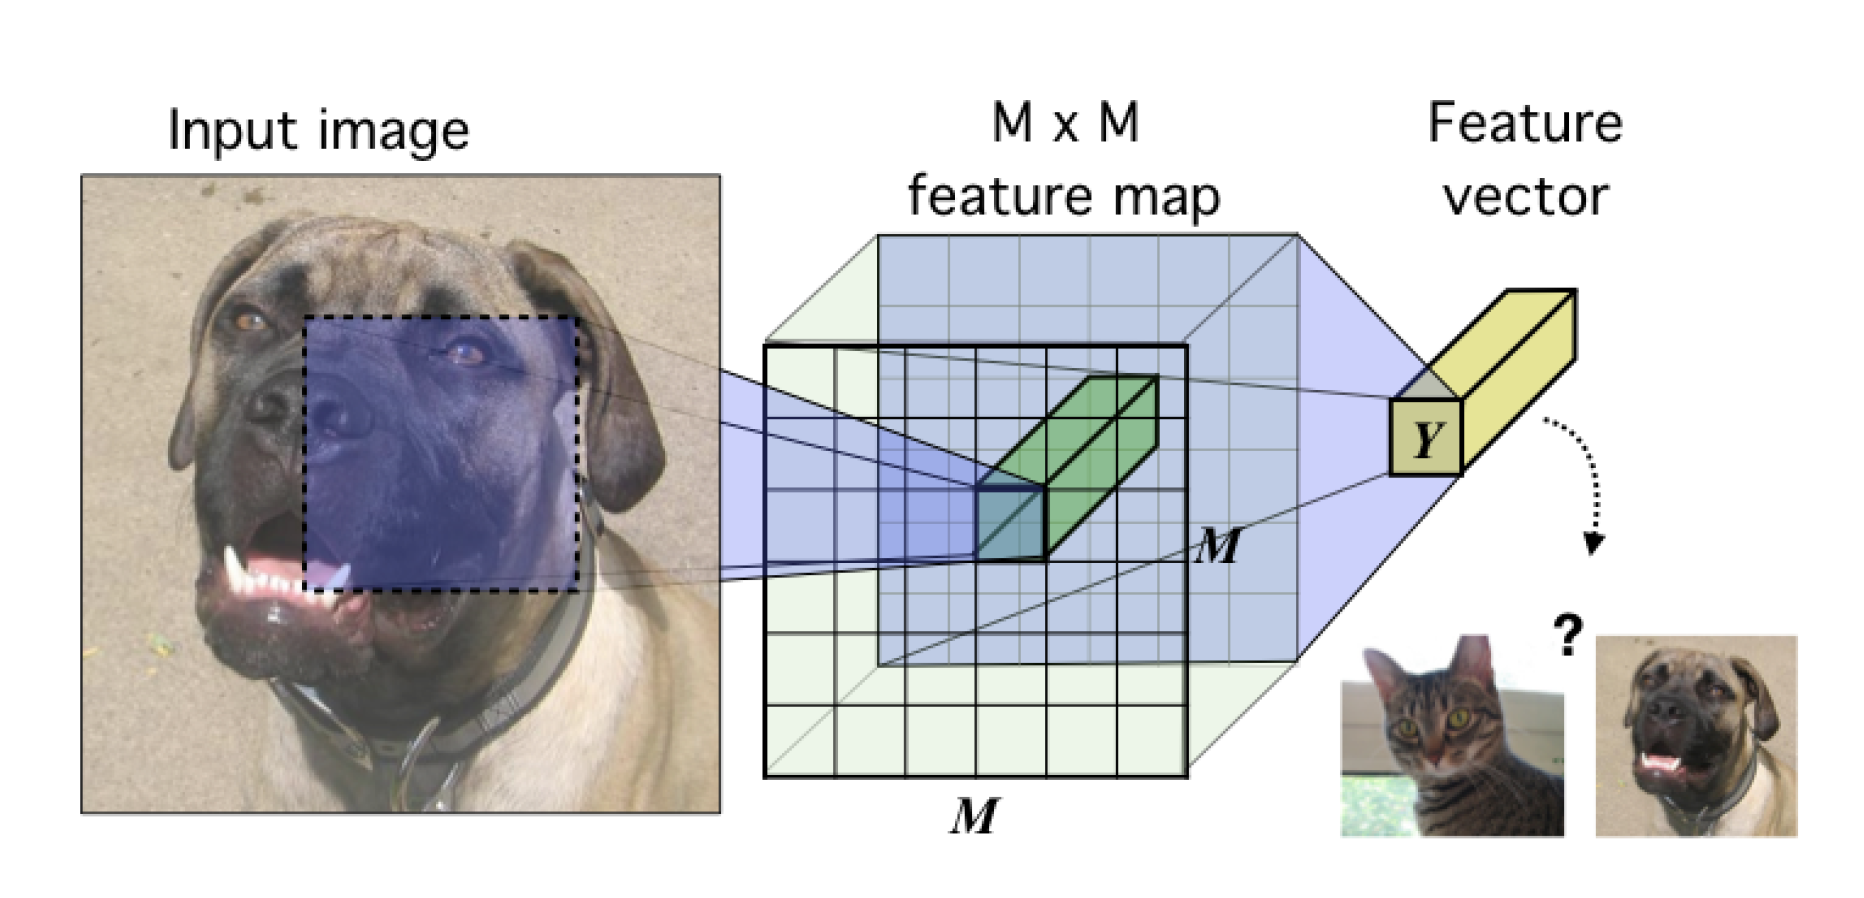 Input image
M x M
feature map
Feature
vector
Y
M
M
?